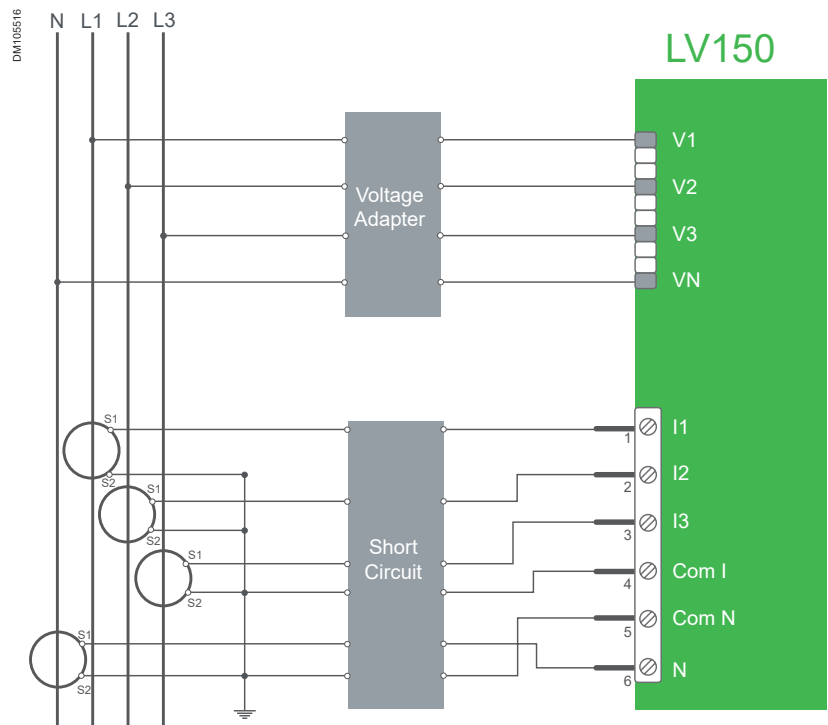 DM105516
N L1 L2 L3
LV150
V1
V2
V3
VN
Voltage
Adapter
S1
S2
S1
S2
S1
S2
S1
S2
Short
Circuit
1 I1
2 I2
3 I3
4 Com I
5 Com N
6 N